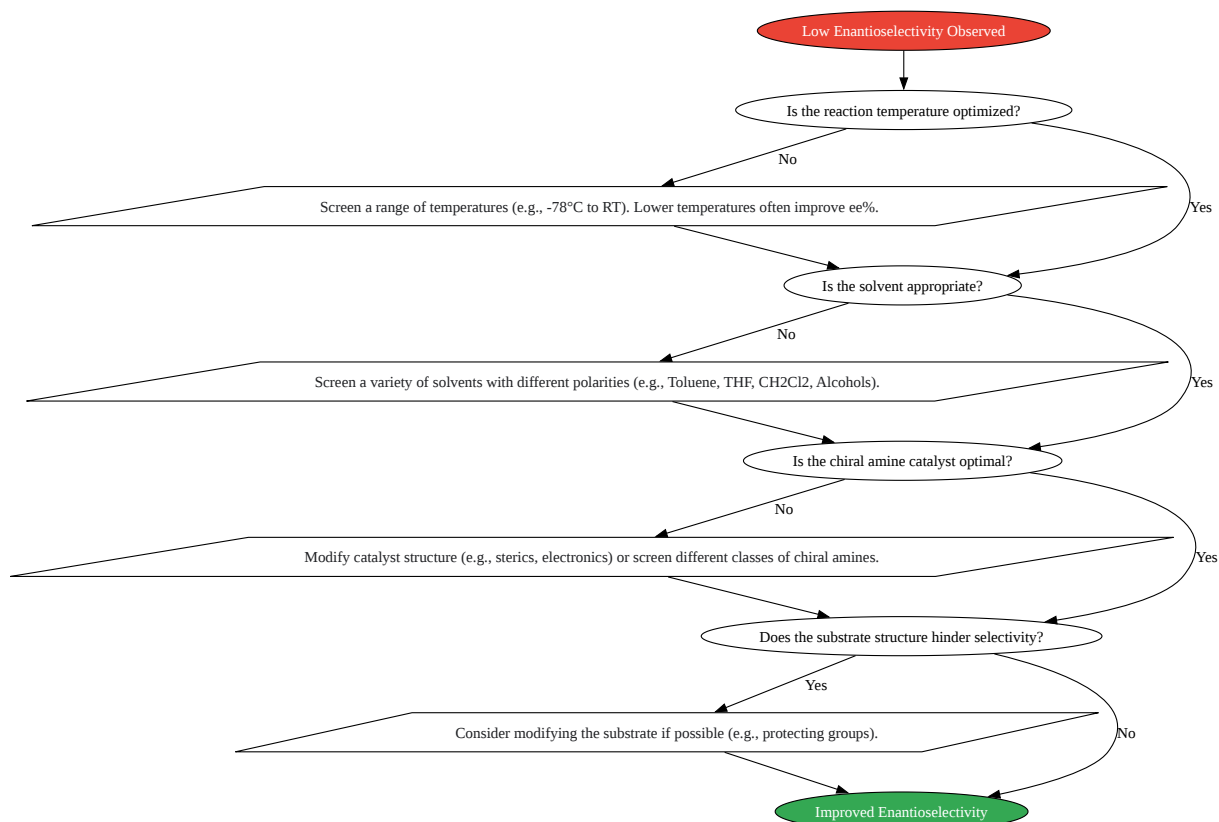 Low Enantioselectivity Observed
Is the reaction temperature optimized?
No
Screen a range of temperatures (e.g., -78°C to RT). Lower temperatures often improve ee%.
Yes
Is the solvent appropriate?
No
Screen a variety of solvents with different polarities (e.g., Toluene, THF, CH2Cl2, Alcohols).
Yes
Is the chiral amine catalyst optimal?
No
Modify catalyst structure (e.g., sterics, electronics) or screen different classes of chiral amines.
Yes
Does the substrate structure hinder selectivity?
Yes
Consider modifying the substrate if possible (e.g., protecting groups).
No
Improved Enantioselectivity